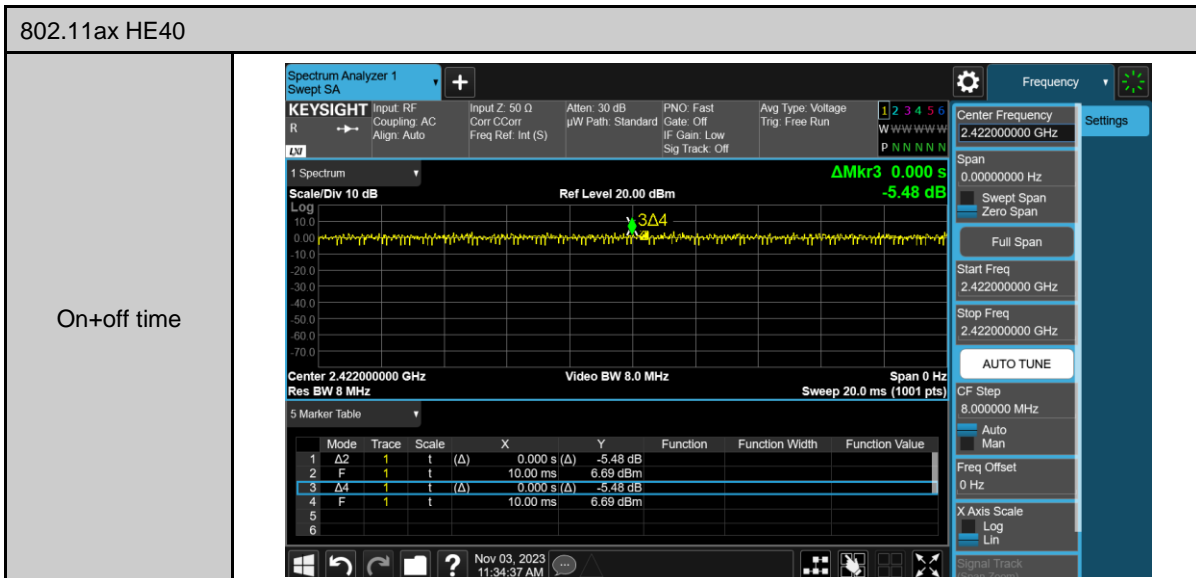 802.11ax HE40
On+off time
Spectrum Analyzer 1
Swept SA
+
Frequency
KEYSIGHT
R
LXI
Input: RF
Coupling: AC
Align: Auto
Input Z: 50 Ω
Corr CCorr
Freq Ref: Int (S)
Atten: 30 dB
µW Path: Standard
PNO: Fast
Gate: Off
IF Gain: Low
Sig Track: Off
Avg Type: Voltage
Trig: Free Run
1 2 3 4 5 6
W W W W W W
P N N N N N
1 Spectrum
ΔMkr3 0.000 s
Scale/Div 10 dB
Ref Level 20.00 dBm
-5.48 dB
Log
10.0
0.00
-10.0
-20.0
-30.0
-40.0
-50.0
-60.0
-70.0
3Δ4
Center 2.422000000 GHz
Video BW 8.0 MHz
Span 0 Hz
Res BW 8 MHz
Sweep 20.0 ms (1001 pts)
5 Marker Table
Mode Trace Scale X Y Function Function Width Function Value
1 Δ2 1 t (Δ) 0.000 s (Δ) -5.48 dB
2 F 1 t 10.00 ms 6.69 dBm
3 Δ4 1 t (Δ) 0.000 s (Δ) -5.48 dB
4 F 1 t 10.00 ms 6.69 dBm
5
6
?
Nov 03, 2023
11:34:37 AM
Center Frequency
2.422000000 GHz
Settings
Span
0.00000000 Hz
Swept Span
Zero Span
Full Span
Start Freq
2.422000000 GHz
Stop Freq
2.422000000 GHz
AUTO TUNE
CF Step
8.000000 MHz
Auto
Man
Freq Offset
0 Hz
X Axis Scale
Log
Lin
Signal Track
(Span Zoom)